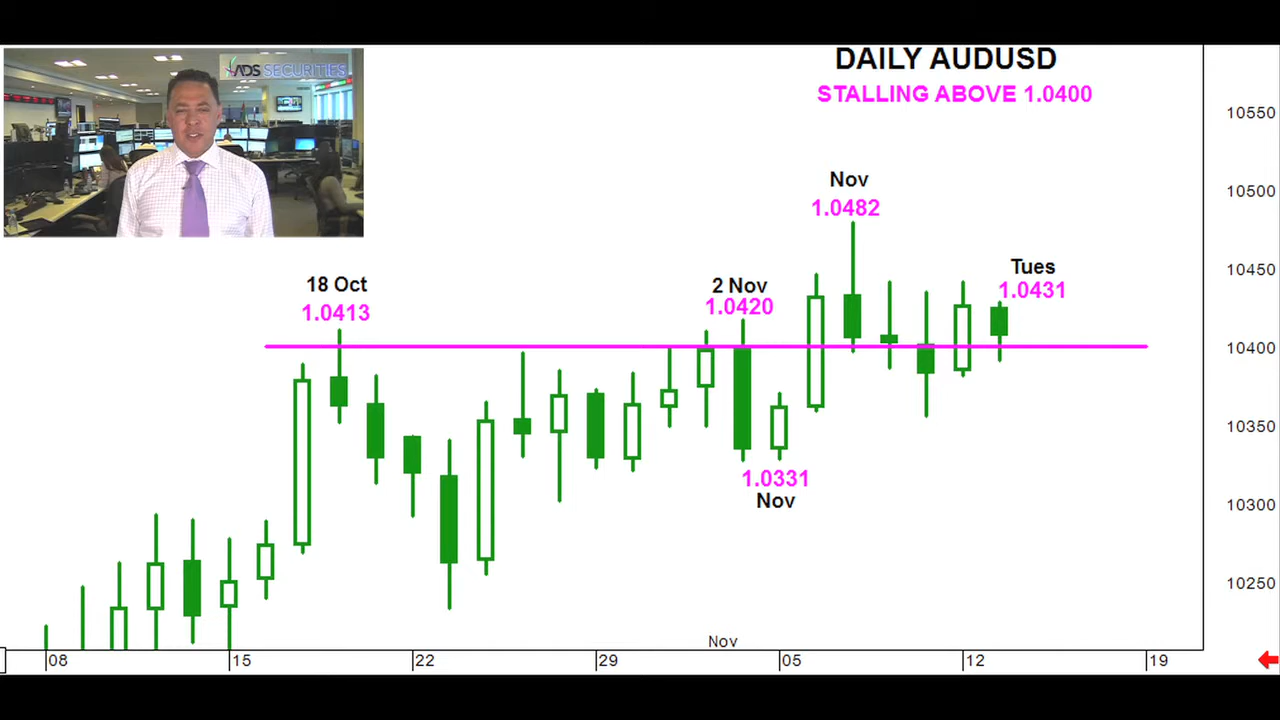 ADS SECURITIES
DAILY AUDUSD
STALLING ABOVE 1.0400
10550
10500
10450
10400
10350
10300
10250
18 Oct
1.0413
2 Nov
1.0420
Nov
1.0482
Tues
1.0431
1.0331
Nov
Nov
08
15
22
29
05
12
19